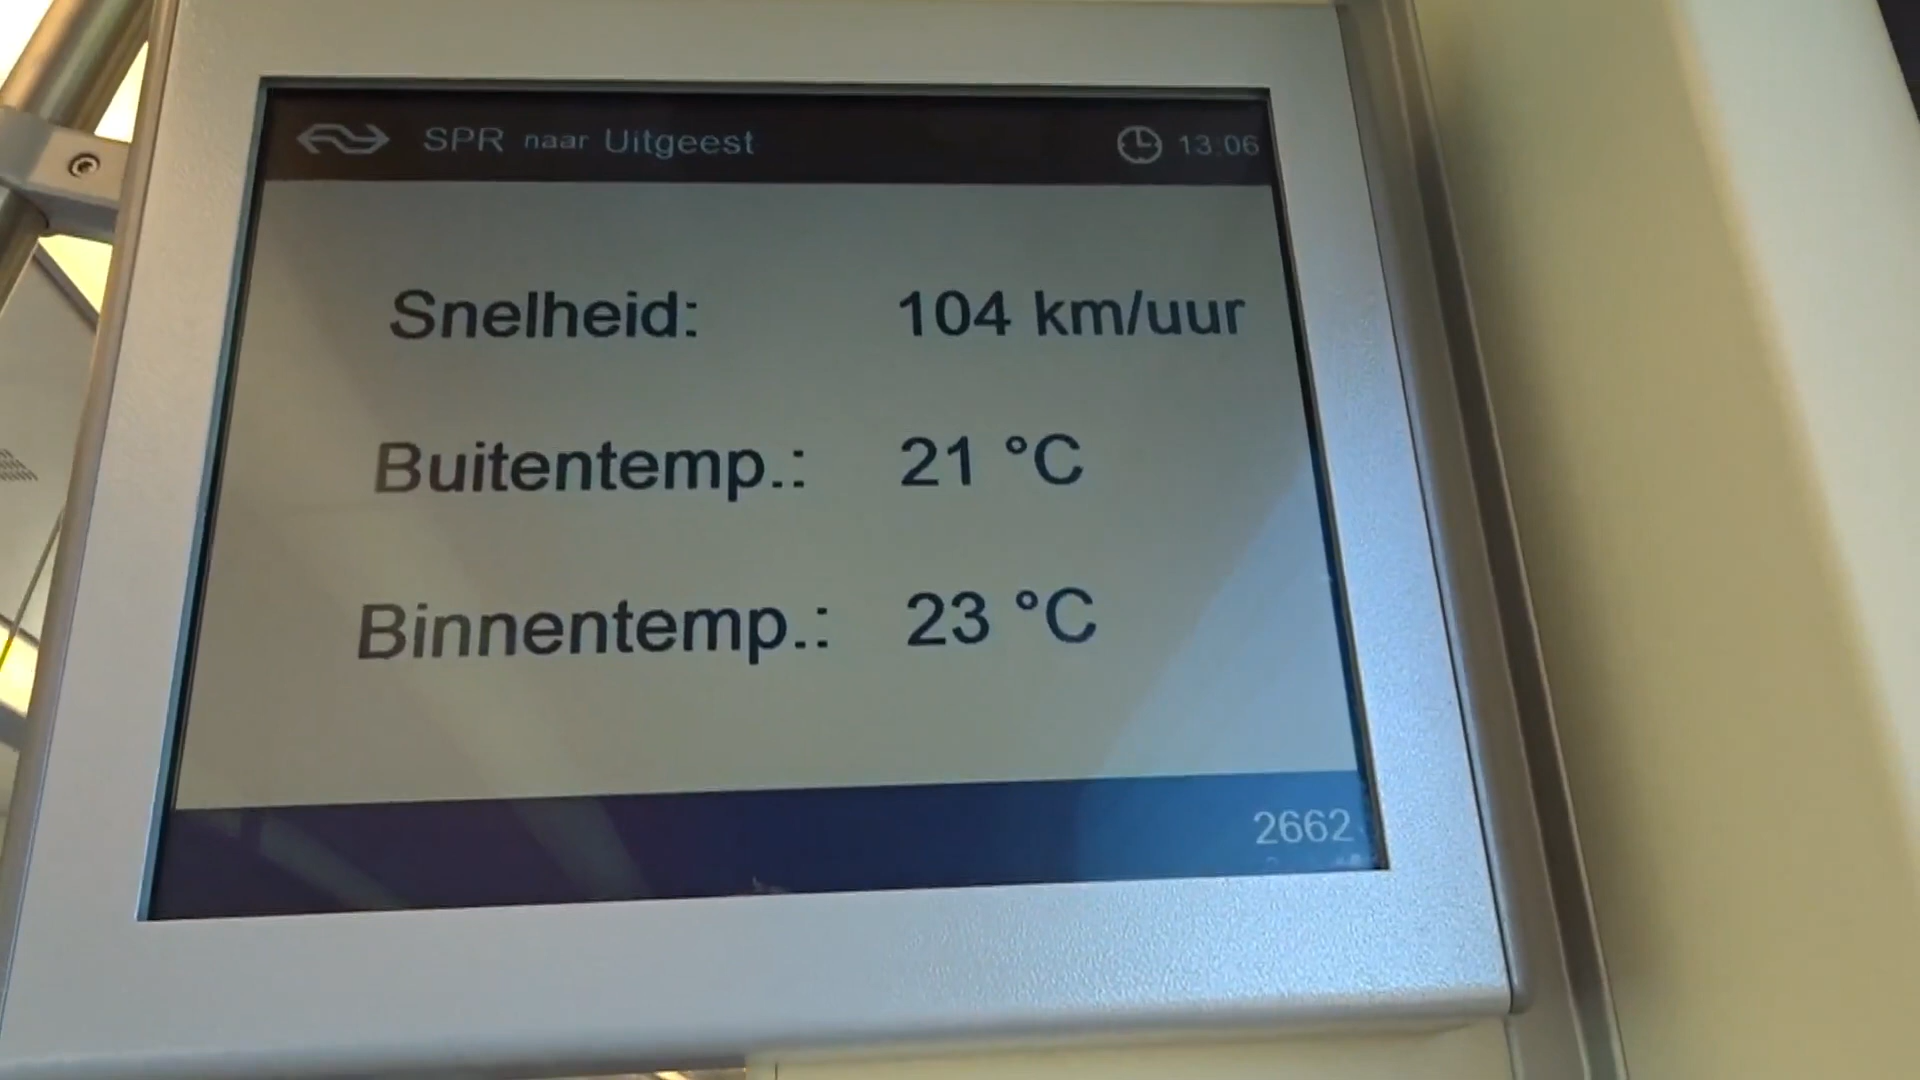 SPR naar Uitgeest 13:06
Snelheid: 104 km/uur
Buitentemp.: 21 °C
Binnentemp.: 23 °C
2662